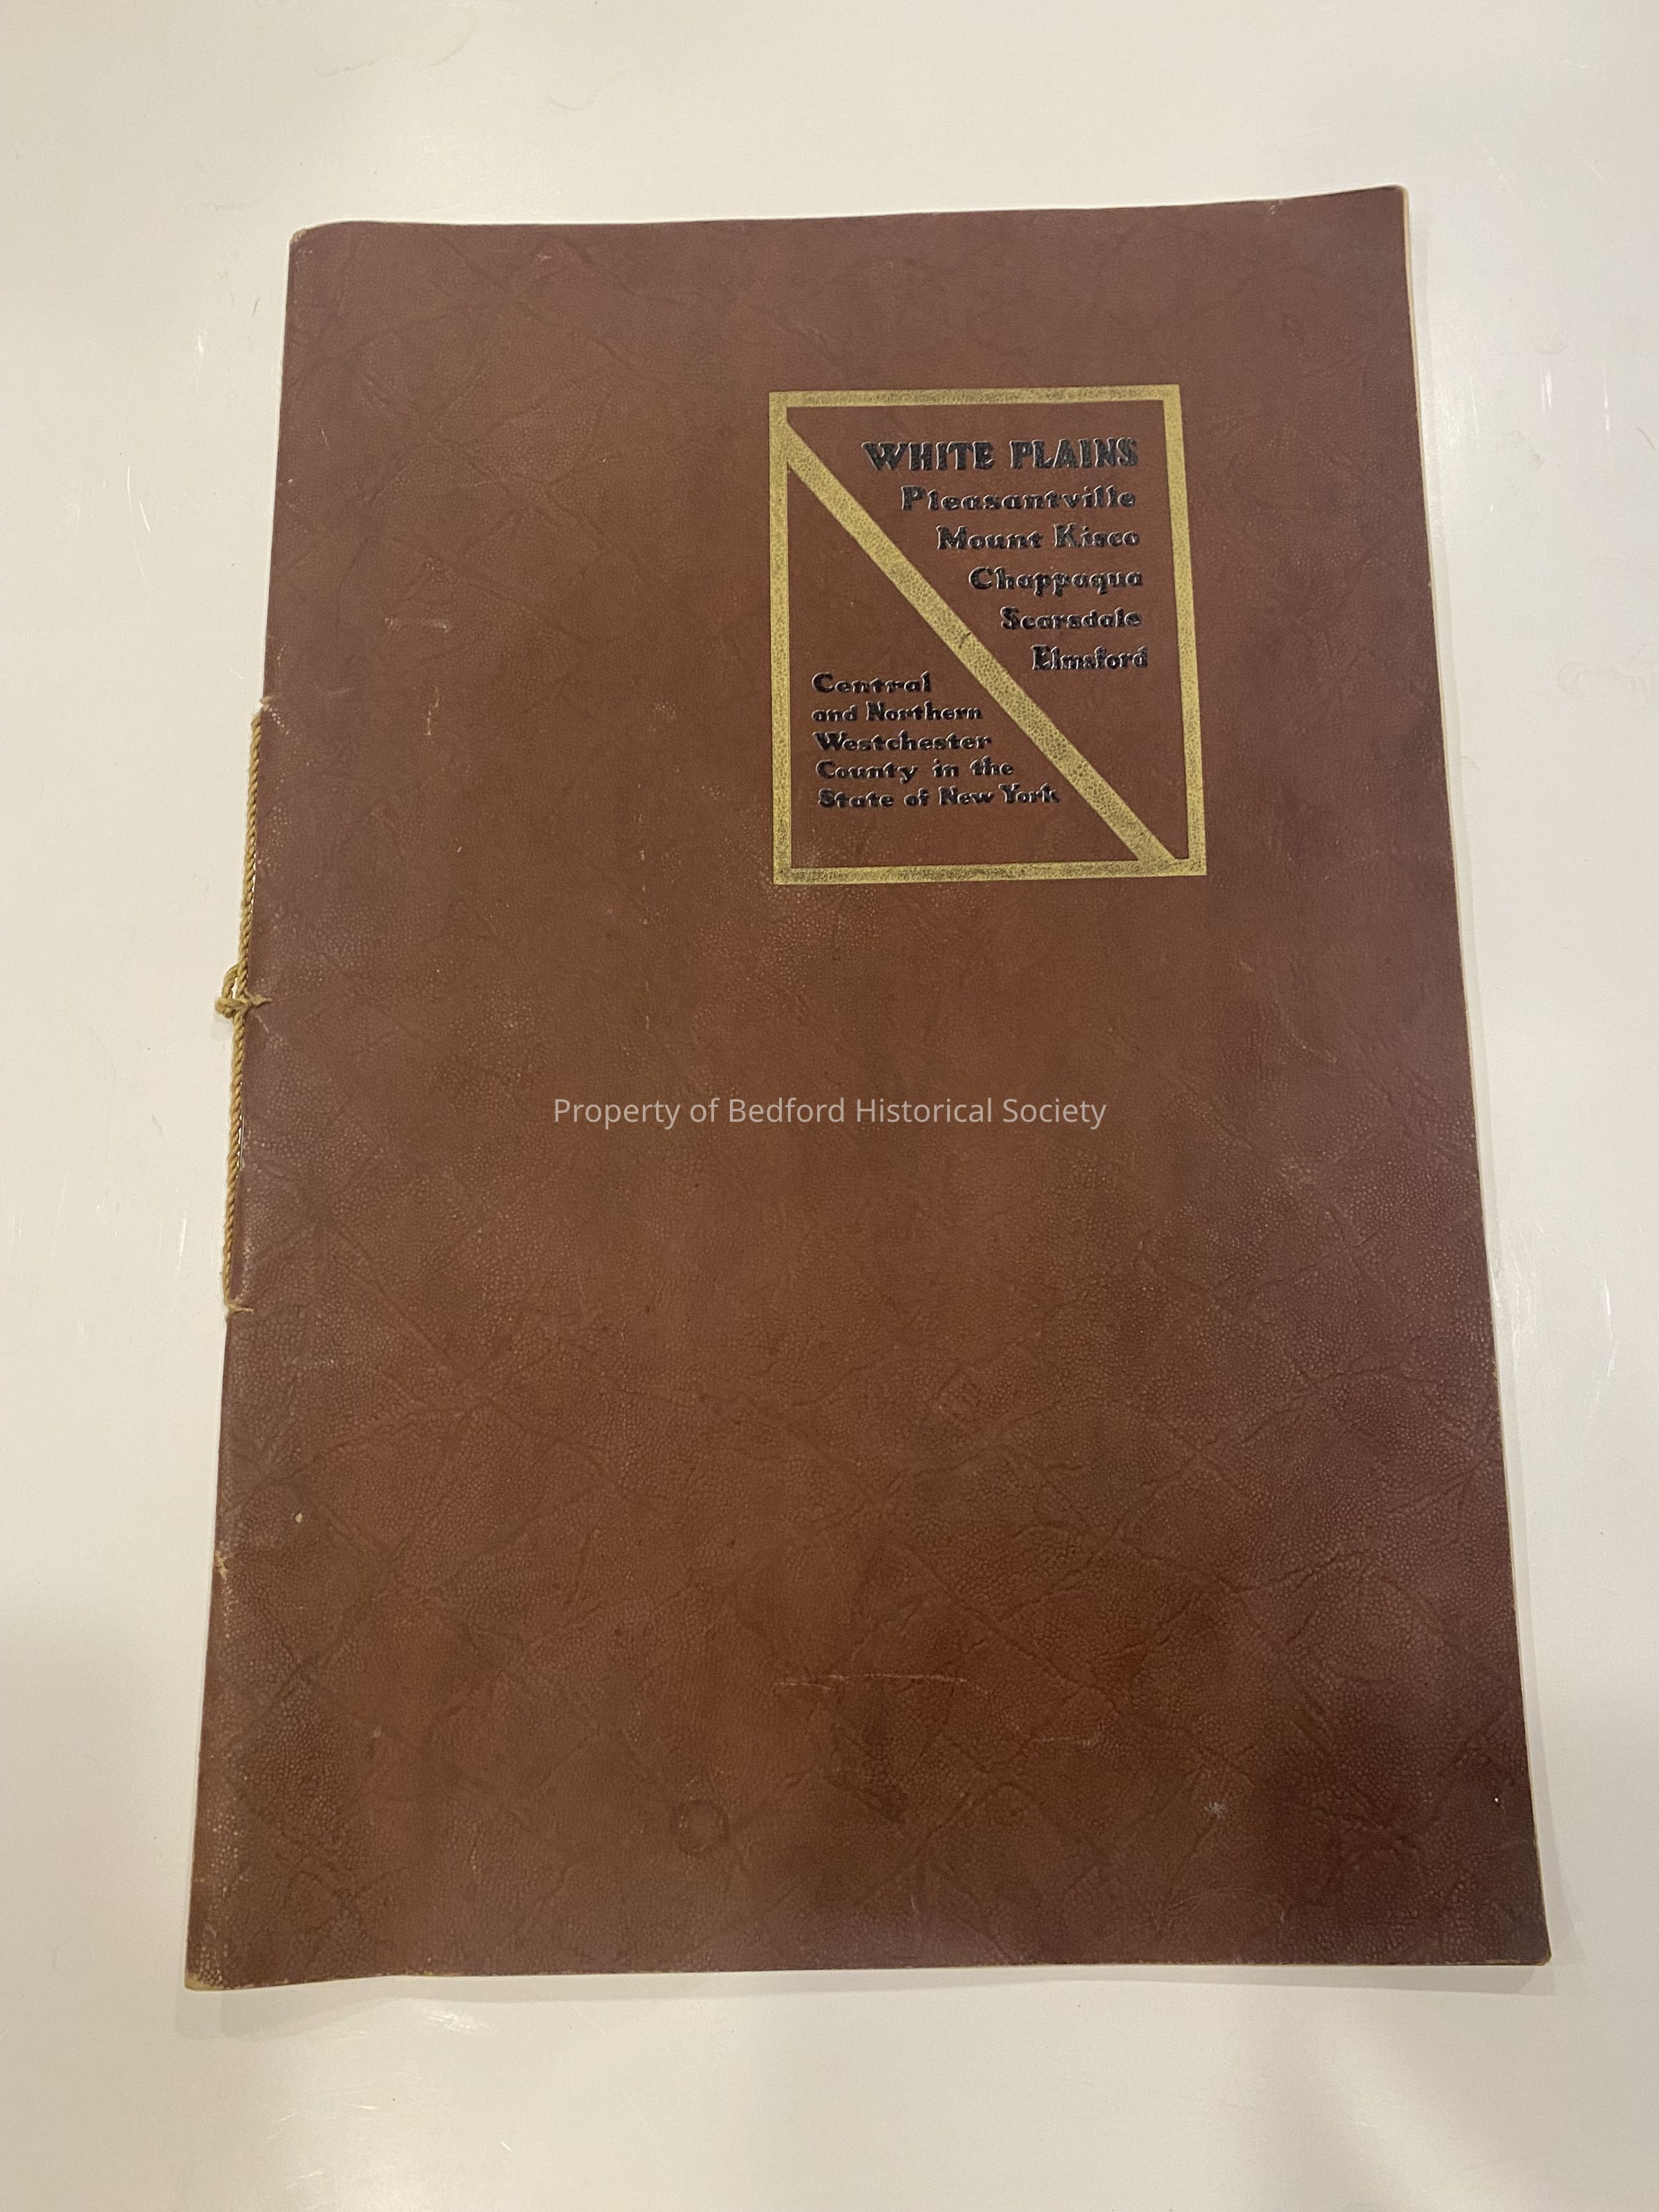 WHITE PLAINS
Pleasantville
Mount Kisco
Chappaqua
Scarsdale
Elmsford
Central
and Northern
Westchester
County in the
State of New York
Property of Bedford Historical Society